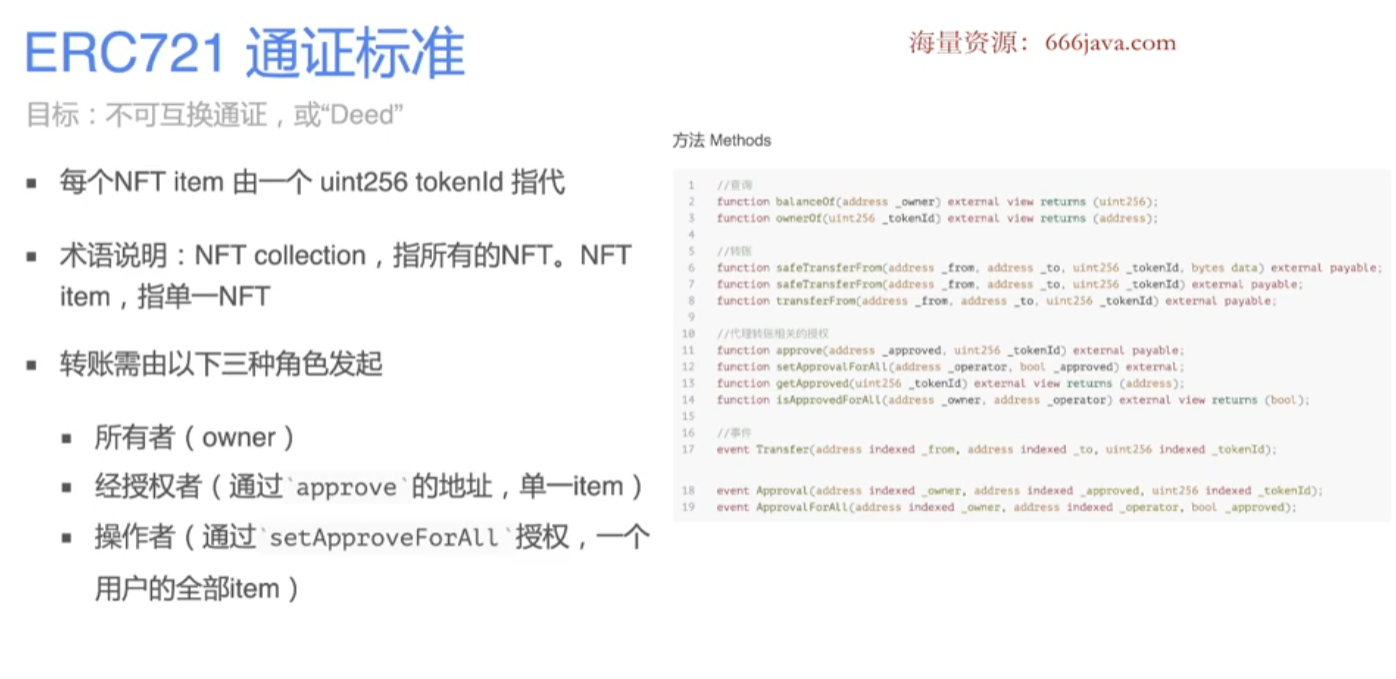 ERC721 通证标准
海量资源：666java.com
目标：不可互换通证，或“Deed”
▪ 每个NFT item 由一个 uint256 tokenId 指代
▪ 术语说明：NFT collection，指所有的NFT。NFT
item，指单一NFT
▪ 转账需由以下三种角色发起
▪ 所有者（owner）
▪ 经授权者（通过`approve`的地址，单一item）
▪ 操作者（通过`setApproveForAll`授权，一个
用户的全部item）
方法 Methods
1 //查询
2 function balanceOf(address _owner) external view returns (uint256);
3 function ownerOf(uint256 _tokenId) external view returns (address);
4
5 //转账
6 function safeTransferFrom(address _from, address _to, uint256 _tokenId, bytes data) external payable;
7 function safeTransferFrom(address _from, address _to, uint256 _tokenId) external payable;
8 function transferFrom(address _from, address _to, uint256 _tokenId) external payable;
9
10 //代理转账相关的授权
11 function approve(address _approved, uint256 _tokenId) external payable;
12 function setApprovalForAll(address _operator, bool _approved) external;
13 function getApproved(uint256 _tokenId) external view returns (address);
14 function isApprovedForAll(address _owner, address _operator) external view returns (bool);
15
16 //事件
17 event Transfer(address indexed _from, address indexed _to, uint256 indexed _tokenId);
18 event Approval(address indexed _owner, address indexed _approved, uint256 indexed _tokenId);
19 event ApprovalForAll(address indexed _owner, address indexed _operator, bool _approved);